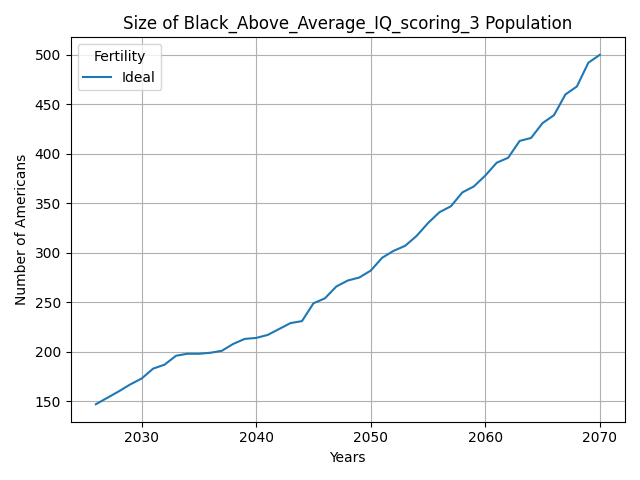 Size of Black_Above_Average_IQ_scoring_3 Population
Fertility
Ideal
Number of Americans
500
450
400
350
300
250
200
150
2030 2040 2050 2060 2070
Years